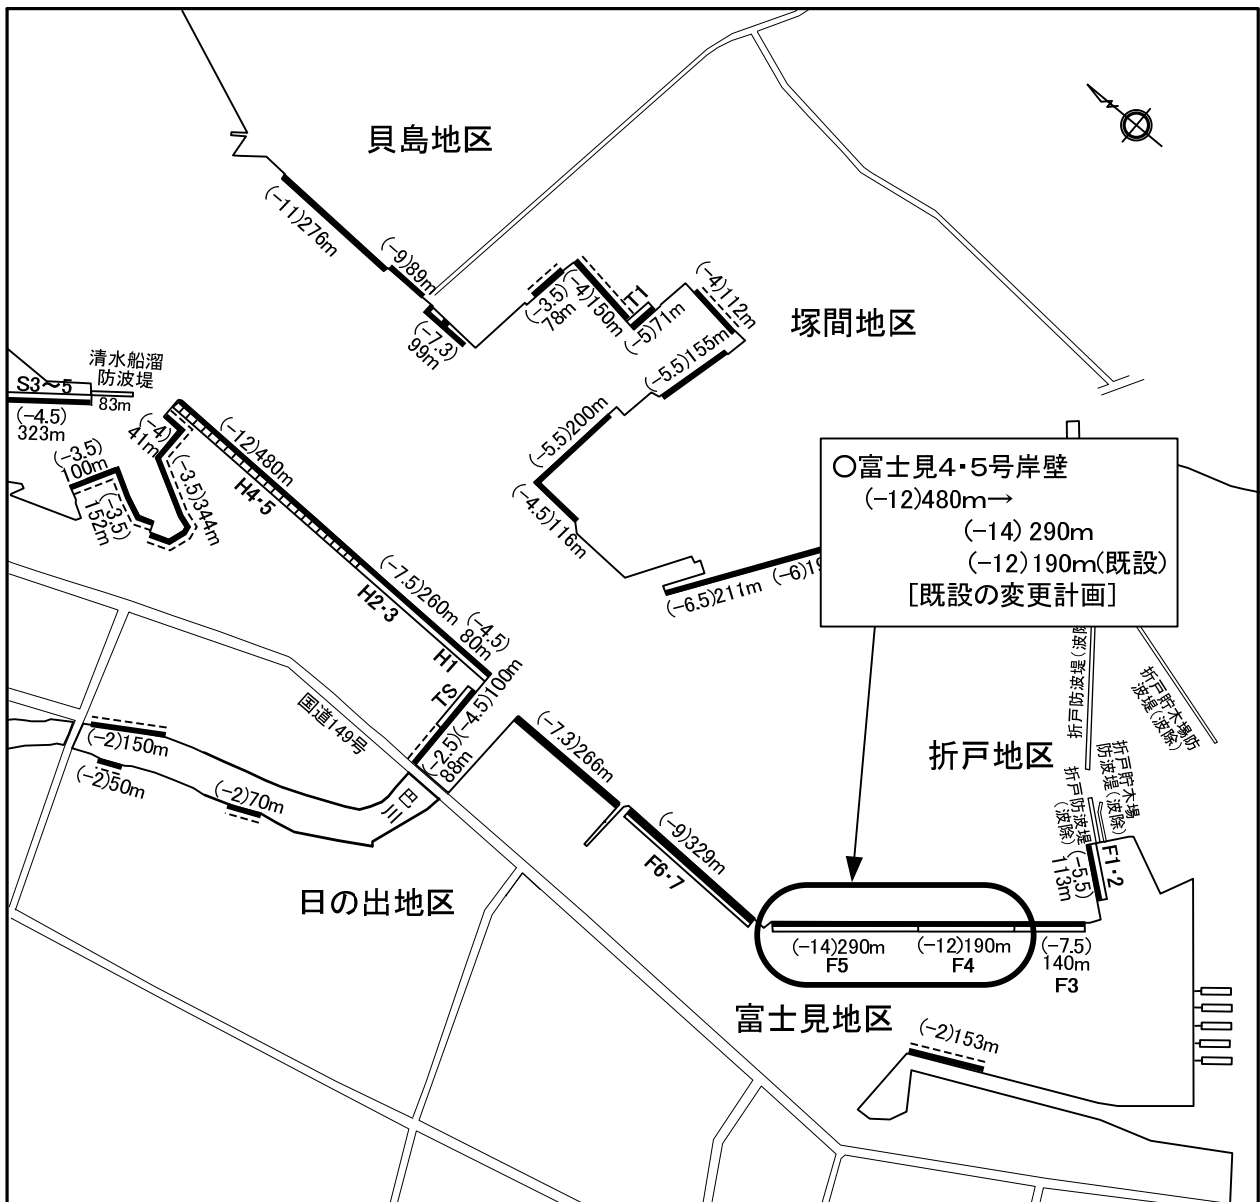 貝島地区
(-11)276m
(-9)89m
(-7.3)
99m
(-3.5)
78m
(-4)150m
(-5)71m
(-4)112m
塚間地区
(-5.5)155m
(-5.5)200m
(-4.5)116m
(-6.5)211m
清水船溜
防波堤
83m
S3～5
(-4.5)
323m
(-4)
41m
(-3.5)
100m
(-3.5)
152m
(-3.5)344m
(-12)480m
H4・5
(-7.5)260m
H2・3
(-4.5)
80m
H1
TS
(-4.5)100m
(-2.5)
88m
国道149号
巴川
(-2)150m
(-2)50m
(-2)70m
日の出地区
○富士見4・5号岸壁
(-12)480m→
(-14)290m
(-12)190m(既設)
[既設の変更計画]
折戸防波堤(波除
折戸貯木場防
波堤(波除)
折戸地区
折戸防波堤
(波除)
折戸貯木場
防波堤(波除)
(-5.5)
113m
F1・2
(-7.3)266m
(-9)329m
F6・7
(-14)290m
F5
(-12)190m
F4
(-7.5)
140m
F3
富士見地区
(-2)153m